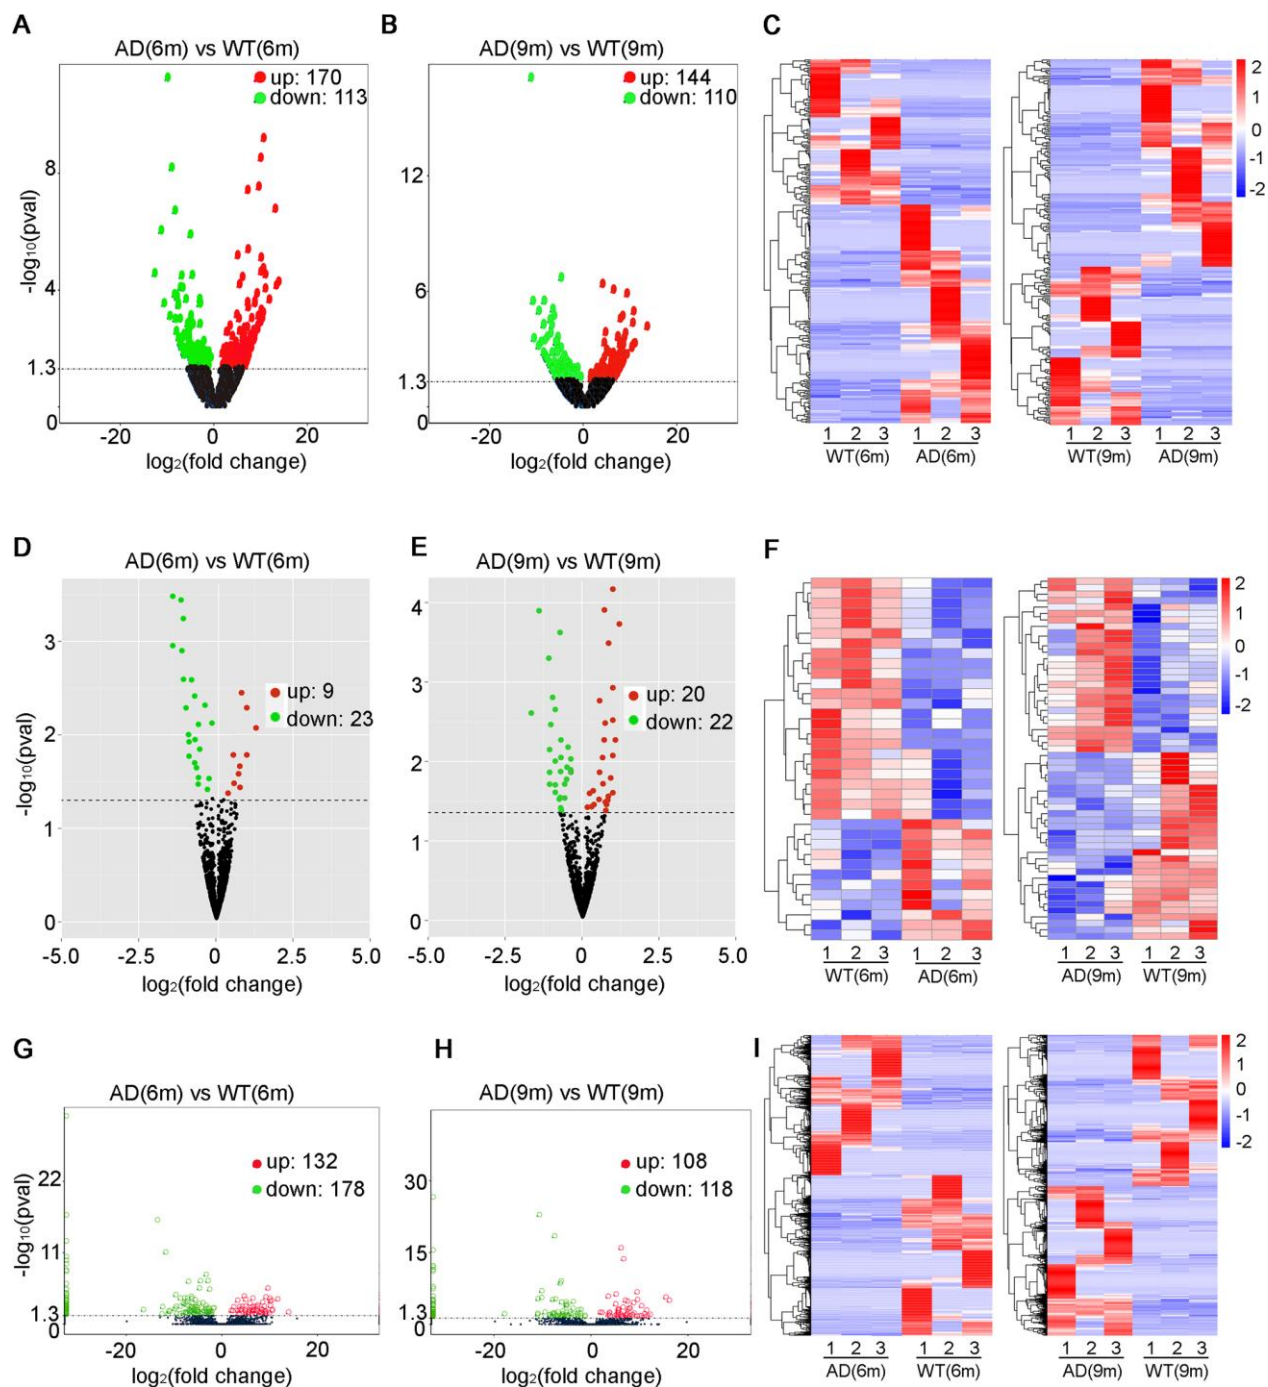 A
AD(6m) vs WT(6m)
up: 170
down: 113
8
4
1.3
0
-log10(pval)
-20 0 20
log2(fold change)
B
AD(9m) vs WT(9m)
up: 144
down: 110
12
6
1.3
0
-20 0 20
log2(fold change)
C
1 2 3 1 2 3
WT(6m) AD(6m)
1 2 3 1 2 3
WT(9m) AD(9m)
2
1
0
-1
-2
D
AD(6m) vs WT(6m)
up: 9
down: 23
3
2
1
0
-log10(pval)
-5.0 -2.5 0 2.5 5.0
log2(fold change)
E
AD(9m) vs WT(9m)
up: 20
down: 22
4
3
2
1
0
-5.0 -2.5 0 2.5 5.0
log2(fold change)
F
1 2 3 1 2 3
WT(6m) AD(6m)
1 2 3 1 2 3
AD(9m) WT(9m)
2
1
0
-1
-2
G
AD(6m) vs WT(6m)
up: 132
down: 178
22
11
1.3
0
-log10(pval)
-20 0 20
log2(fold change)
H
AD(9m) vs WT(9m)
up: 108
down: 118
30
15
1.3
0
-20 0 20
log2(fold change)
I
1 2 3 1 2 3
AD(6m) WT(6m)
1 2 3 1 2 3
AD(9m) WT(9m)
2
1
0
-1
-2